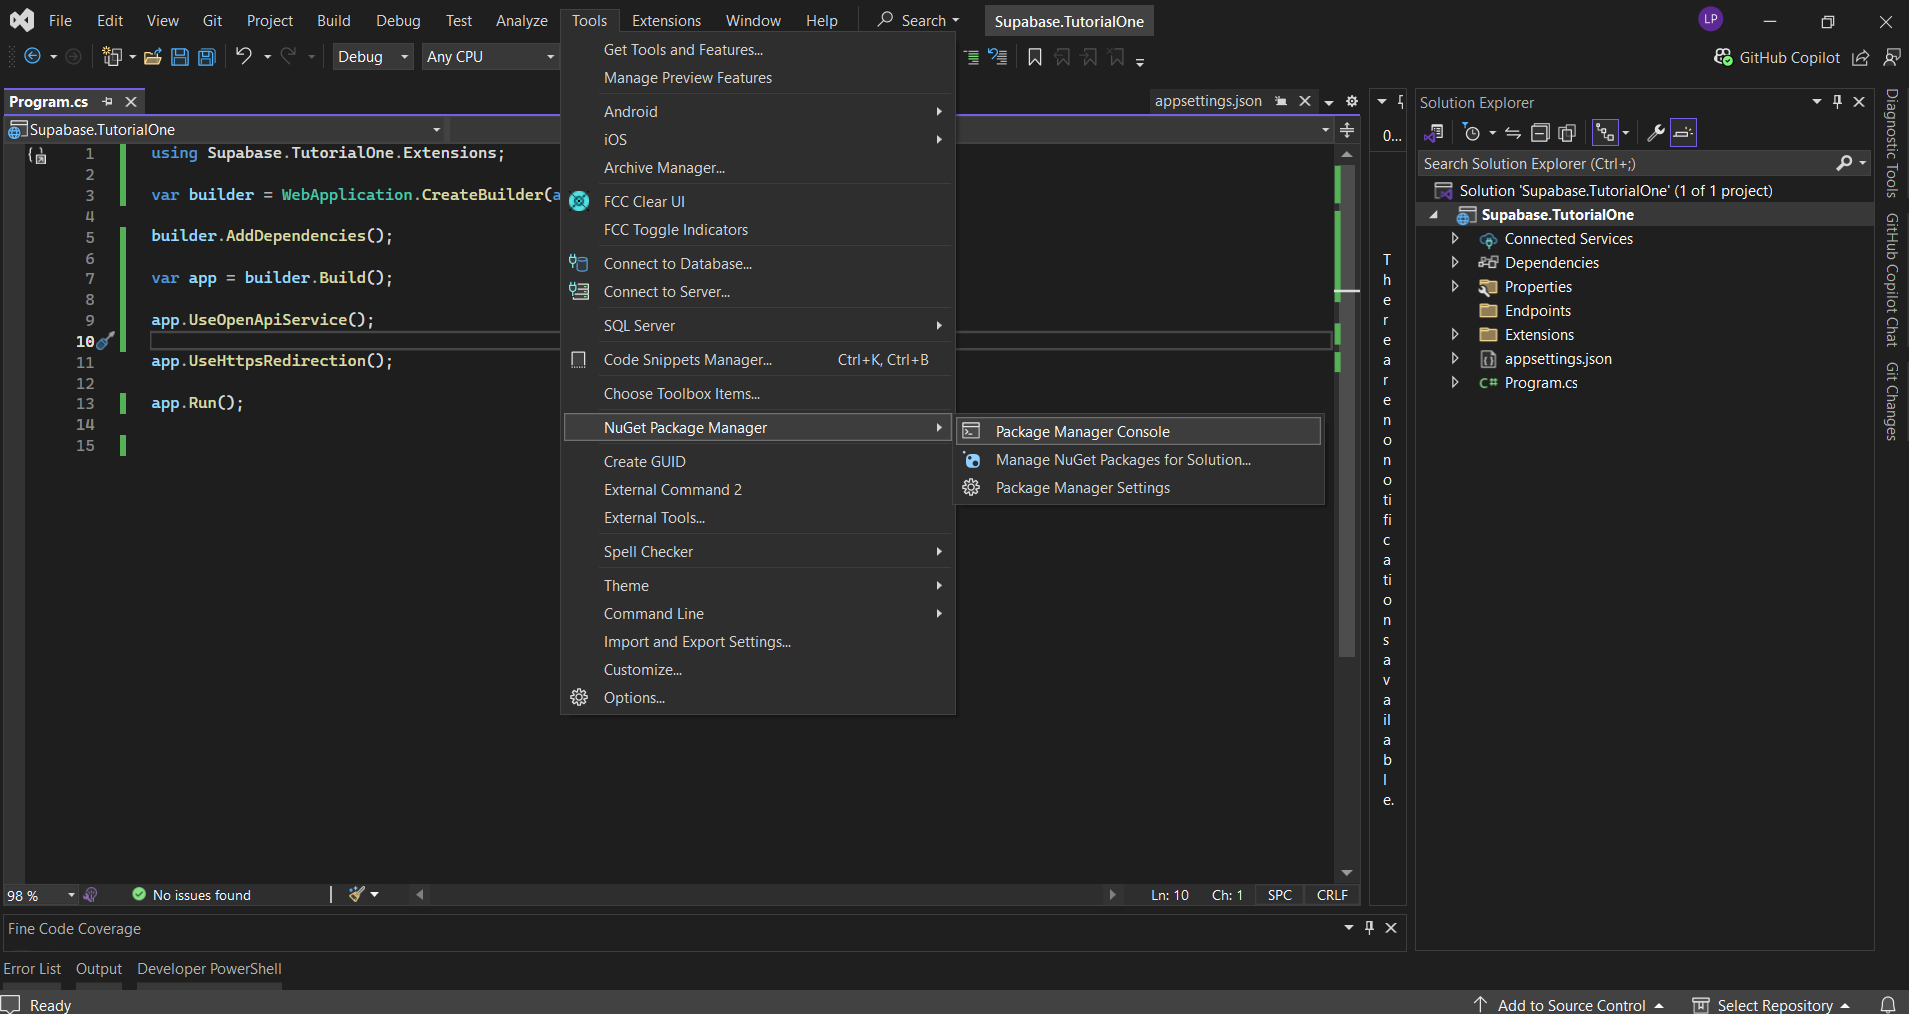 File Edit View Git Project Build Debug Test Analyze Tools Extensions Window Help Search Supabase.TutorialOne LP
Debug Any CPU GitHub Copilot
Get Tools and Features...
Manage Preview Features
Android
iOS
Archive Manager...
FCC Clear UI
FCC Toggle Indicators
Connect to Database...
Connect to Server...
SQL Server
Code Snippets Manager... Ctrl+K, Ctrl+B
Choose Toolbox Items...
NuGet Package Manager
Create GUID
External Command 2
External Tools...
Spell Checker
Theme
Command Line
Import and Export Settings...
Customize...
Options...
Package Manager Console
Manage NuGet Packages for Solution...
Package Manager Settings
Program.cs
appsettings.json
Supabase.TutorialOne
1 using Supabase.TutorialOne.Extensions;
2
3 var builder = WebApplication.CreateBuilder(a
4
5 builder.AddDependencies();
6
7 var app = builder.Build();
8
9 app.UseOpenApiService();
10
11 app.UseHttpsRedirection();
12
13 app.Run();
14
15
0...
There are no notifications available.
Solution Explorer
Search Solution Explorer (Ctrl+;)
Solution 'Supabase.TutorialOne' (1 of 1 project)
Supabase.TutorialOne
Connected Services
Dependencies
Properties
Endpoints
Extensions
appsettings.json
C# Program.cs
Diagnostic Tools
GitHub Copilot Chat
Git Changes
98 % No issues found Ln: 10 Ch: 1 SPC CRLF
Fine Code Coverage
Error List Output Developer PowerShell
Ready Add to Source Control Select Repository